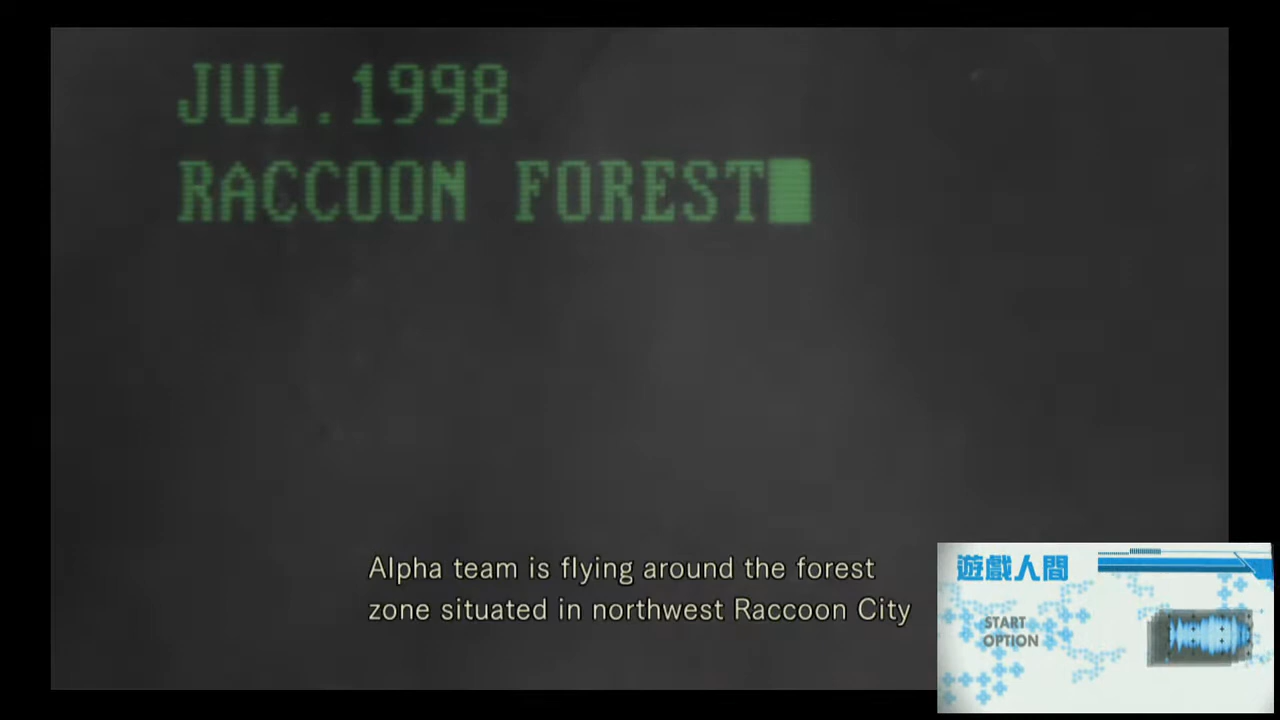 JUL.1998
RACCOON FOREST
Alpha team is flying around the forest
zone situated in northwest Raccoon City
遊戲人間
START
OPTION